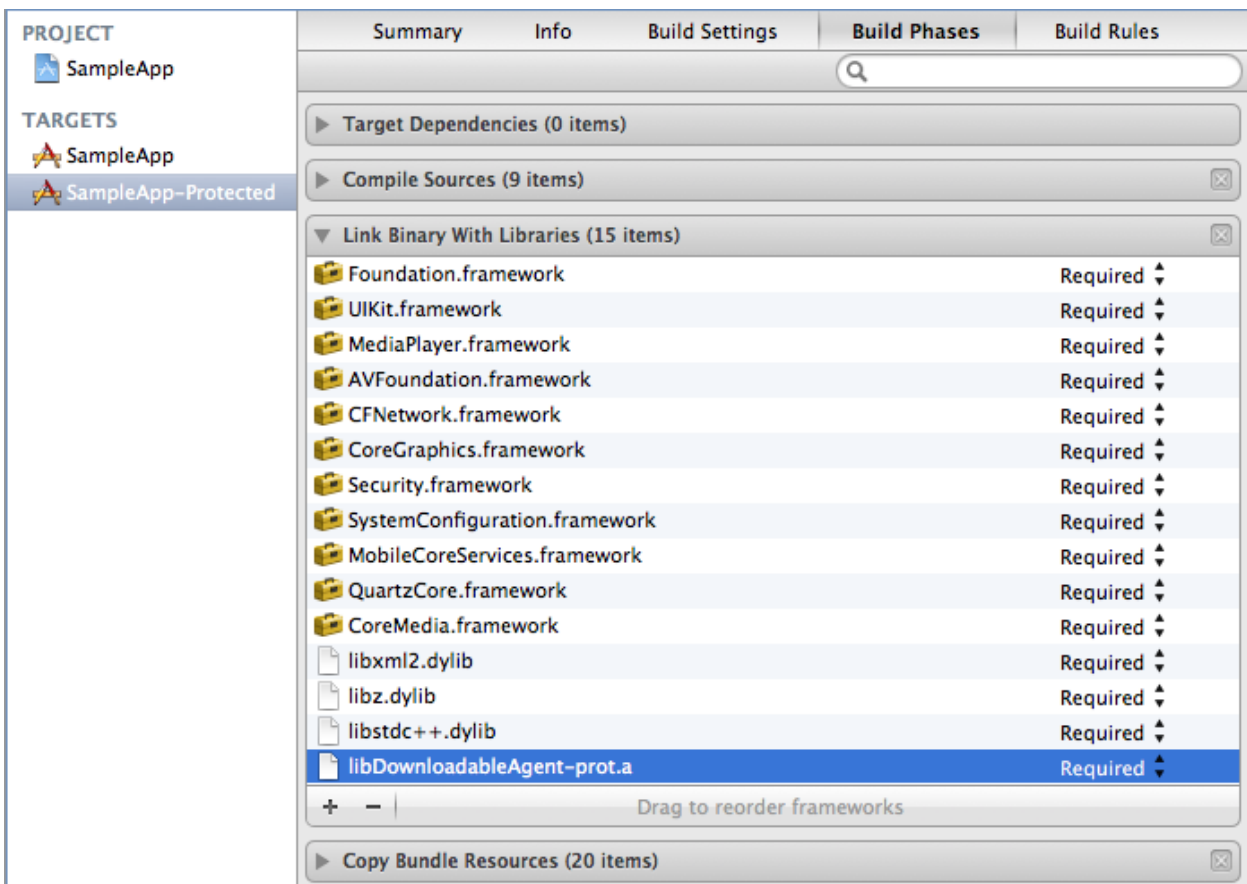 PROJECT
SampleApp
TARGETS
SampleApp
SampleApp-Protected
Summary Info Build Settings Build Phases Build Rules
Target Dependencies (0 items)
Compile Sources (9 items)
Link Binary With Libraries (15 items)
Foundation.framework Required
UIKit.framework Required
MediaPlayer.framework Required
AVFoundation.framework Required
CFNetwork.framework Required
CoreGraphics.framework Required
Security.framework Required
SystemConfiguration.framework Required
MobileCoreServices.framework Required
QuartzCore.framework Required
CoreMedia.framework Required
libxml2.dylib Required
libz.dylib Required
libstdc++.dylib Required
libDownloadableAgent-prot.a Required
+ − Drag to reorder frameworks
Copy Bundle Resources (20 items)